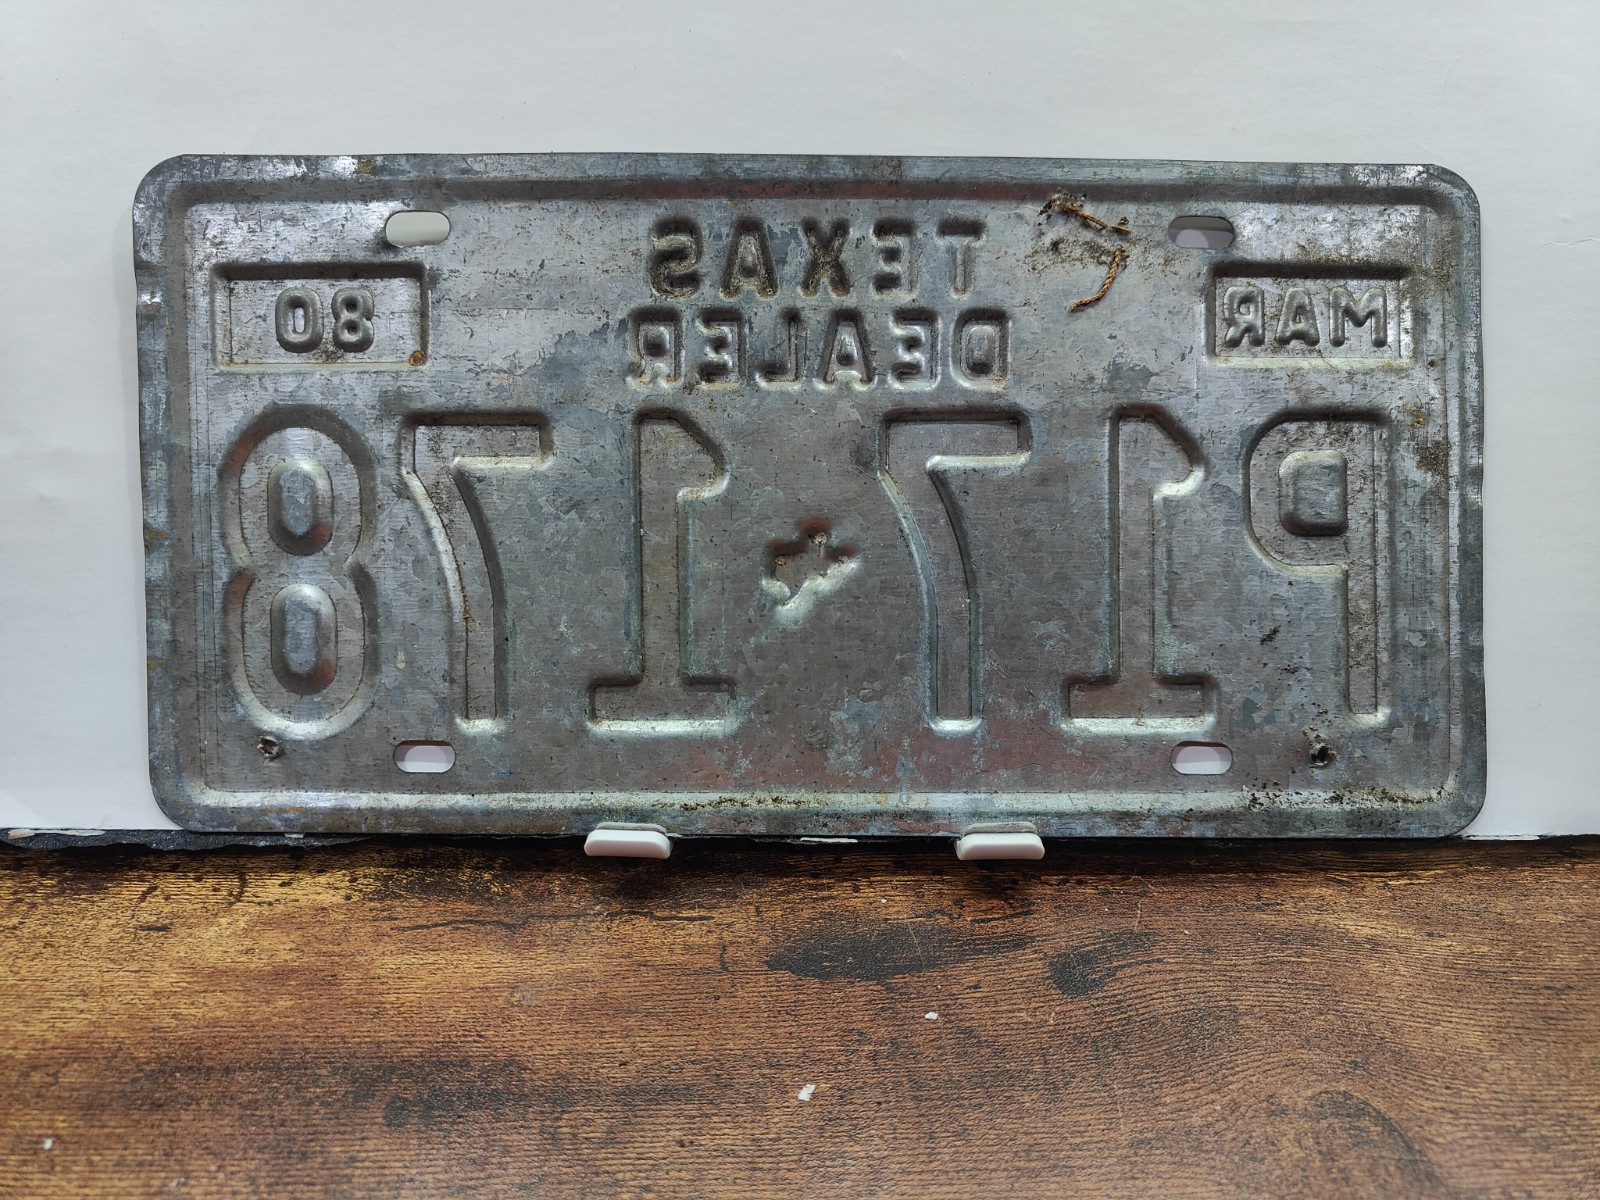 TEXAS
MAR DEALER 80
P17 178